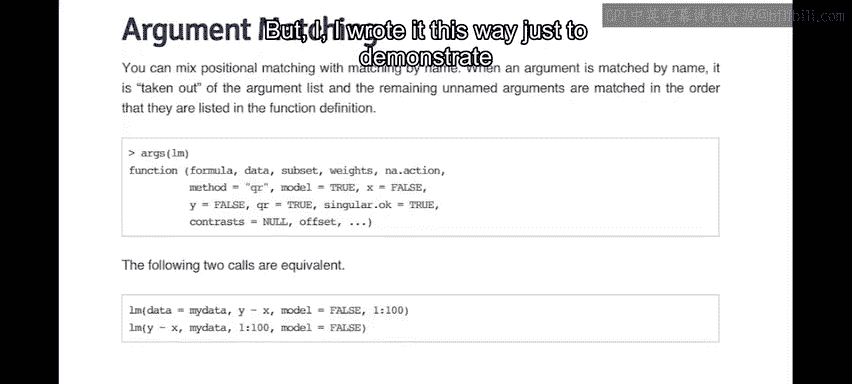 Argument Matching
But, I, I wrote it this way just to
demonstrate
You can mix positional matching with matching by name. When an argument is matched by name, it
is “taken out” of the argument list and the remaining unnamed arguments are matched in the order
that they are listed in the function definition.
> args(lm)
function (formula, data, subset, weights, na.action,
method = "qr", model = TRUE, x = FALSE,
y = FALSE, qr = TRUE, singular.ok = TRUE,
contrasts = NULL, offset, ...)
The following two calls are equivalent.
lm(data = mydata, y ~ x, model = FALSE, 1:100)
lm(y ~ x, mydata, 1:100, model = FALSE)